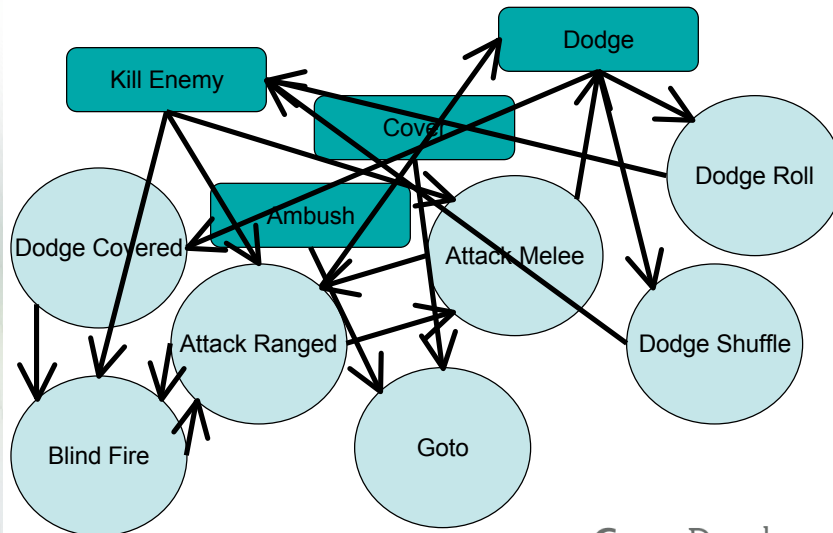 Dodge
Kill Enemy
Cover
Dodge Roll
Ambush
Dodge Covered
Attack Melee
Attack Ranged
Dodge Shuffle
Goto
Blind Fire